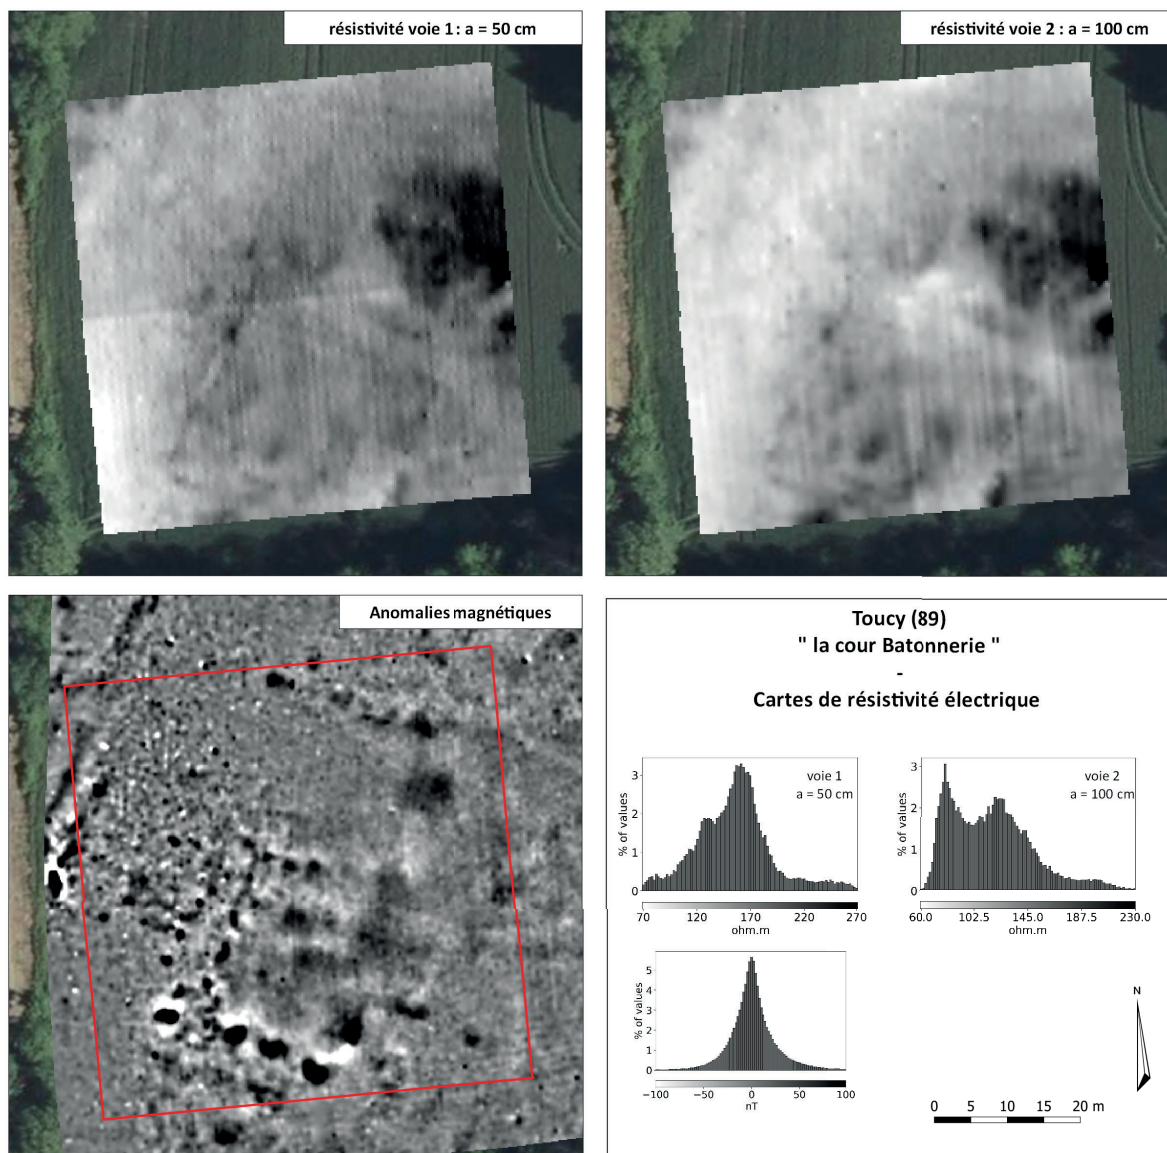 résistivité voie 1 : a = 50 cm
résistivité voie 2 : a = 100 cm
Anomalies magnétiques
Toucy (89)
" la cour Batonnerie "
-
Cartes de résistivité électrique
voie 1
a = 50 cm
% of values
3
2
1
0
70 120 170 220 270
ohm.m
voie 2
a = 100 cm
% of values
3
2
1
0
60.0 102.5 145.0 187.5 230.0
ohm.m
% of values
5
4
3
2
1
0
−100 −50 0 50 100
nT
N
0 5 10 15 20 m